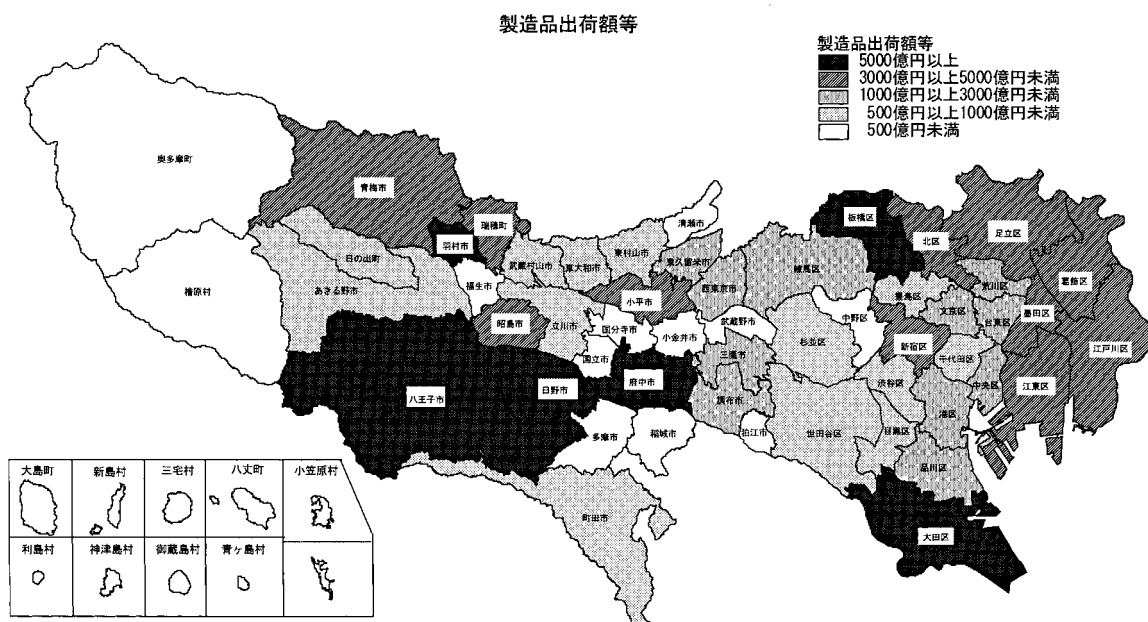 製造品出荷額等
製造品出荷額等
5000億円以上
3000億円以上5000億円未満
1000億円以上3000億円未満
500億円以上1000億円未満
500億円未満
奥多摩町
青梅市
瑞穂町
羽村市
日の山町
あきる野市
檜原村
福生市
武蔵村山市
東大和市
東村山市
清瀬市
東久留米市
西東京市
小平市
昭島市
立川市
国分寺市
小金井市
武蔵野市
国立市
三鷹市
八王子市
日野市
府中市
調布市
狛江市
多摩市
稲城市
町田市
板橋区
北区
足立区
練馬区
豊島区
荒川区
葛飾区
中野区
文京区
台東区
墨田区
杉並区
新宿区
千代田区
江戸川区
渋谷区
中央区
江東区
世田谷区
目黒区
港区
品川区
大田区
大島町
新島村
三宅村
八丈町
小笠原村
利島村
神津島村
御蔵島村
青ヶ島村